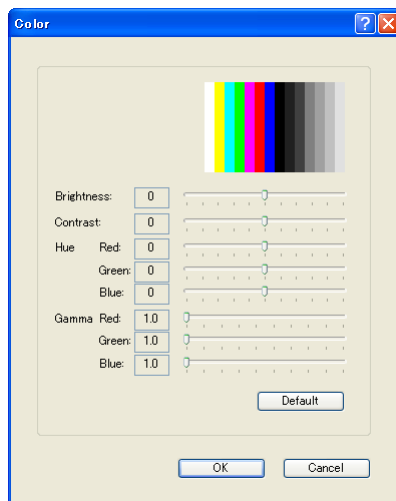 Color
Brightness: 0
Contrast: 0
Hue Red: 0
Green: 0
Blue: 0
Gamma Red: 1.0
Green: 1.0
Blue: 1.0
Default
OK Cancel